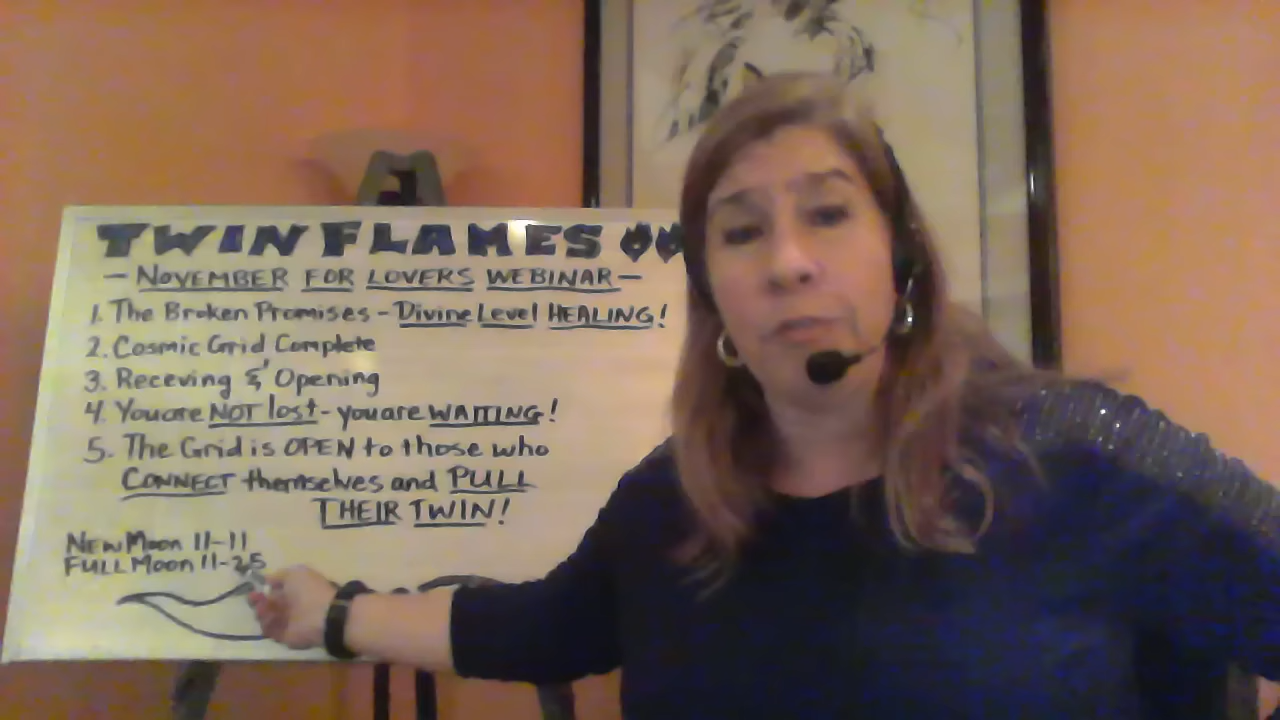 TWIN FLAMES
- NOVEMBER FOR LOVERS WEBINAR -
1. The Broken Promises - Divine Level HEALING!
2. Cosmic Grid Complete
3. Receving & Opening
4. You are NOT lost - you are WAITING!
5. The Grid is OPEN to those who
CONNECT themselves and PULL
THEIR TWIN!
NEW Moon 11-11
FULL Moon 11-25